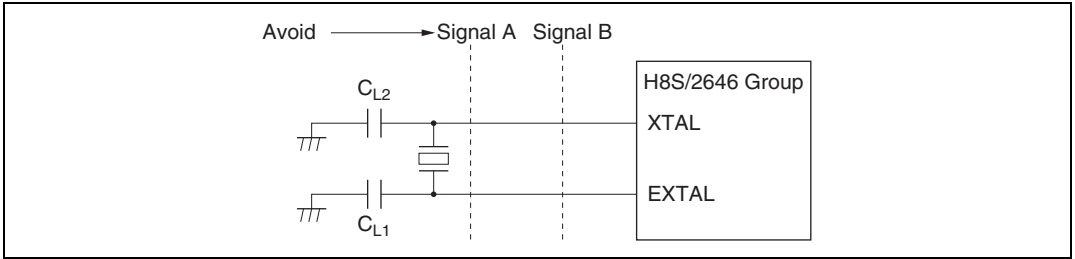 Avoid Signal A Signal B
H8S/2646 Group
CL2
XTAL
EXTAL
CL1